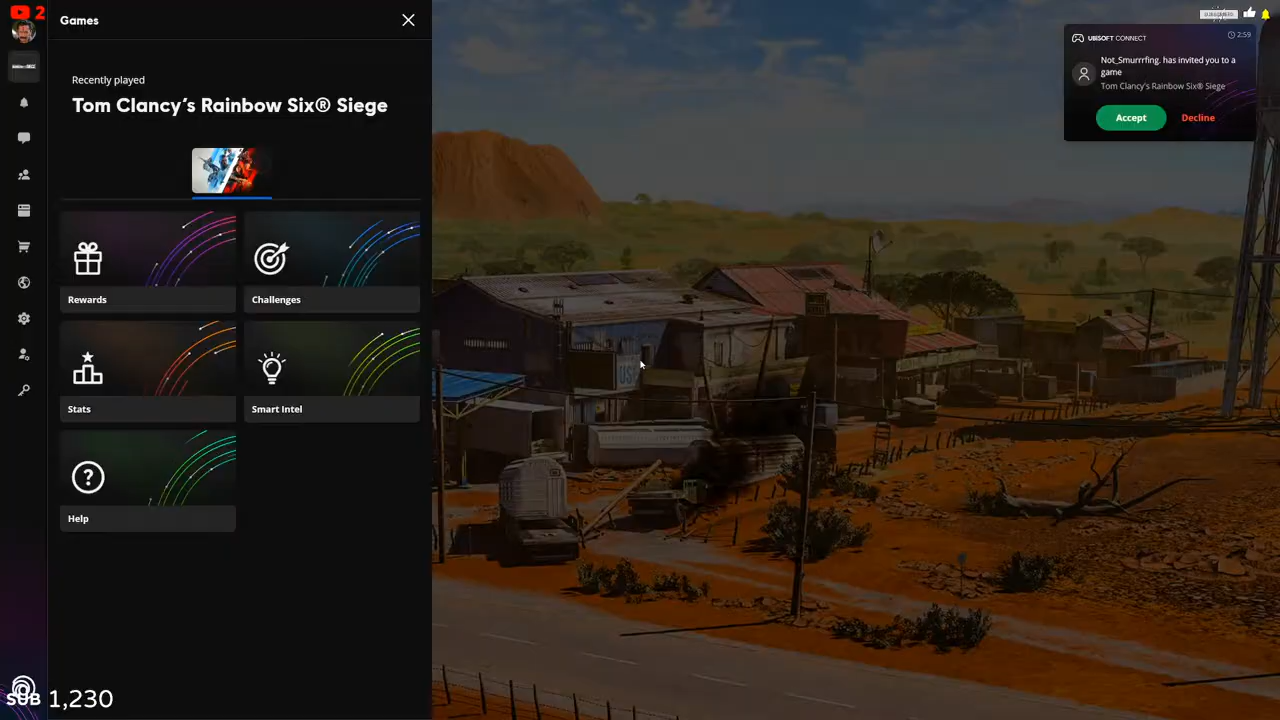 2
Games
Recently played
Tom Clancy's Rainbow Six® Siege
Rewards
Challenges
Stats
Smart Intel
Help
SUB 1,230
UBISOFT CONNECT
2:59
Not_Smurrrfing. has invited you to a
game
Tom Clancy's Rainbow Six® Siege
Accept
Decline